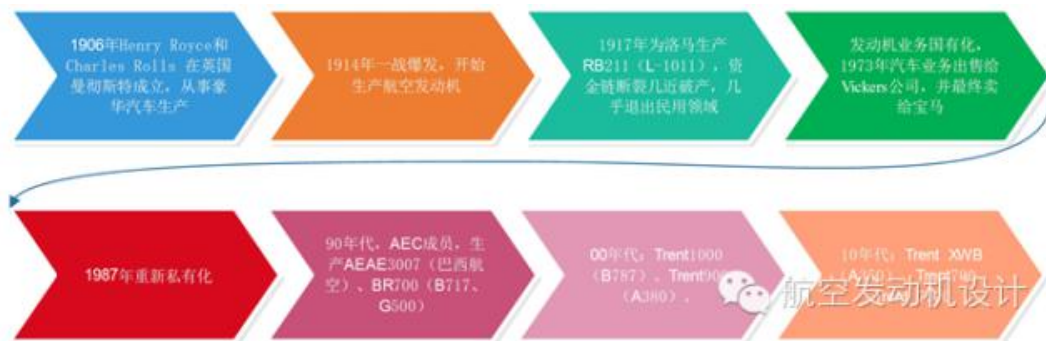 1906年Henry Royce和
Charles Rolls 在英国
曼彻斯特成立，从事豪
华汽车生产
1914年一战爆发，开始
生产航空发动机
1917年为洛马生产
RB211（L-1011），资
金链断裂几近破产，几
乎退出民用领域
发动机业务国有化，
1973年汽车业务出售给
Vickers公司，并最终卖
给宝马
1987年重新私有化
90年代，AEC成员，生
产AEAE3007（巴西航
空）、BR700（B717、
G500）
00年代：Trent1000
（B787）、Trent900
（A380）、
10年代：Trent XWB
航空发动机设计